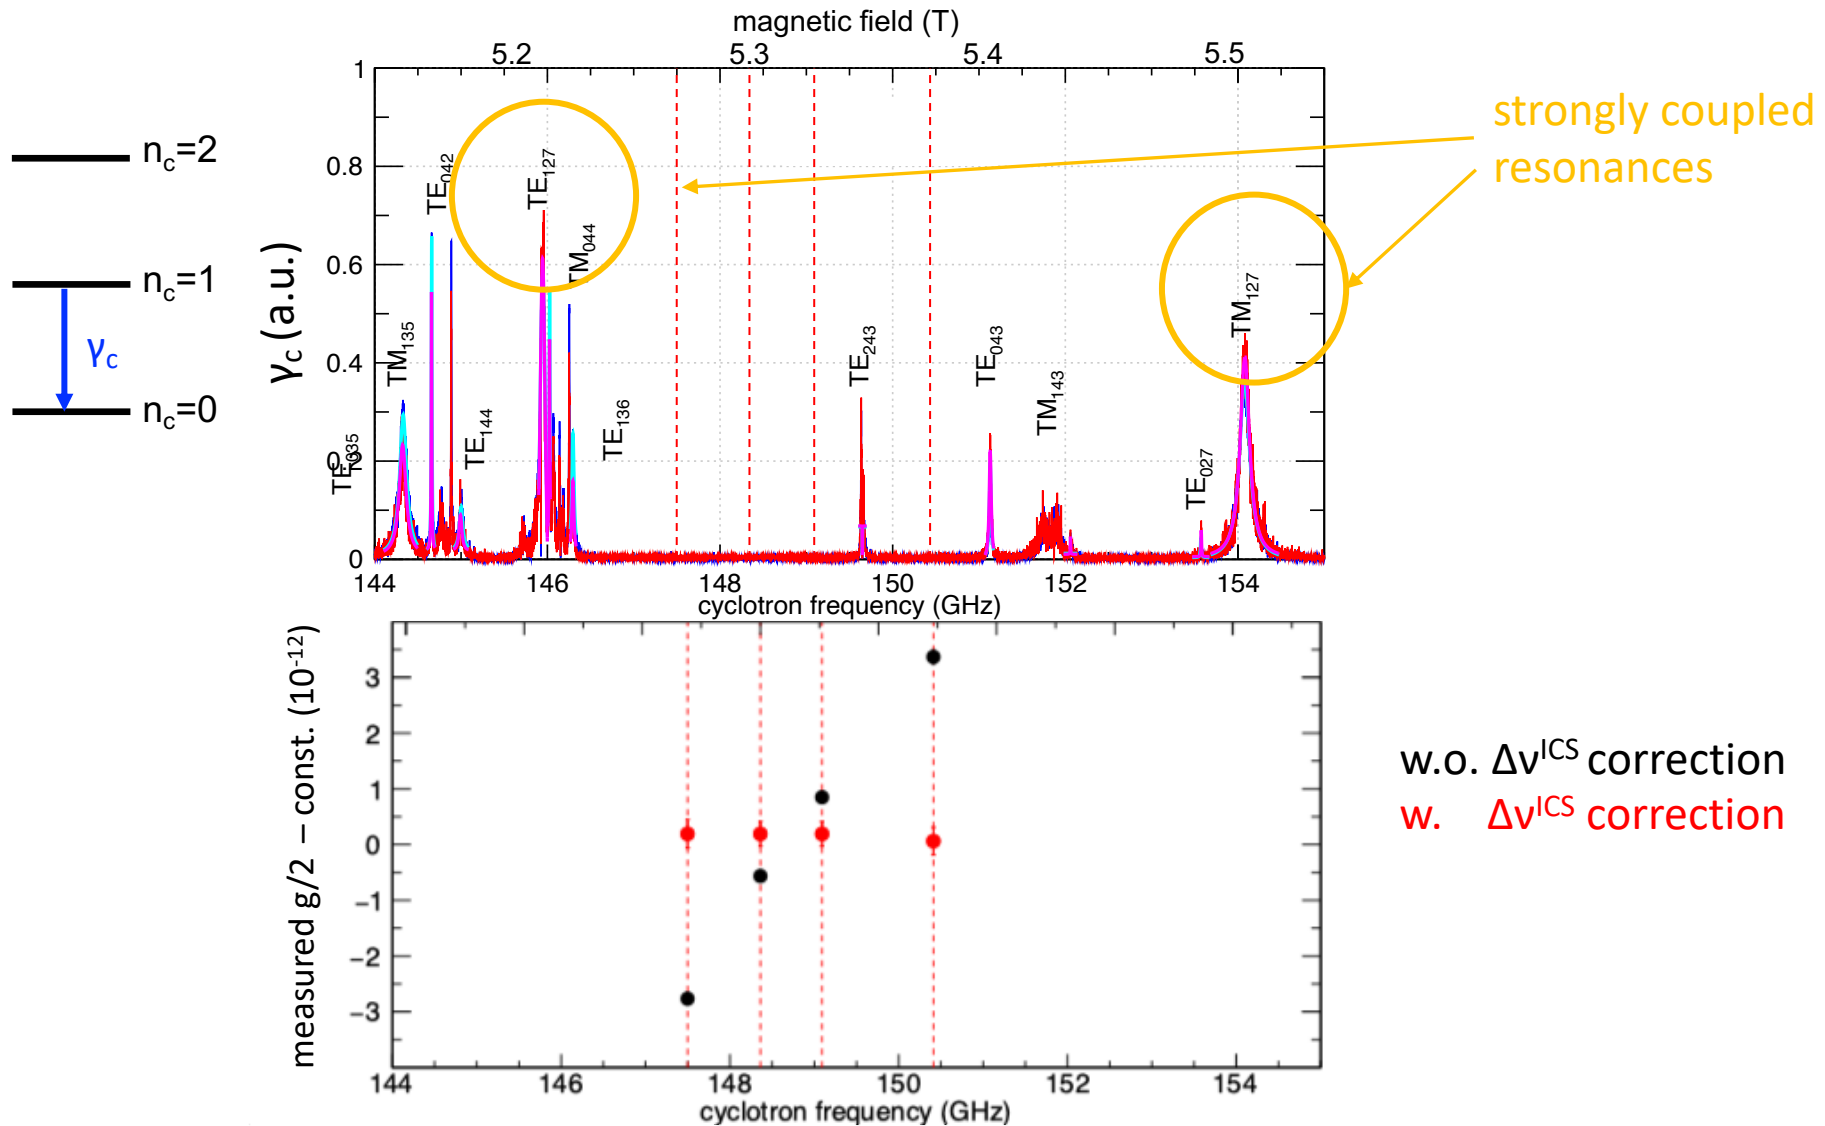 magnetic field (T)
5.2 5.3 5.4 5.5
1
0.8
0.6
0.4
0.2
0
γc (a.u.)
nc=2
nc=1
γc
nc=0
TE035
TM135
TE042
TE144
TE127
TM044
TE136
TE243
TE043
TM143
TE027
TM127
144 146 148 150 152 154
cyclotron frequency (GHz)
strongly coupled
resonances
measured g/2 – const. (10-12)
3
2
1
0
−1
−2
−3
144 146 148 150 152 154
cyclotron frequency (GHz)
w.o. ΔνICS correction
w. ΔνICS correction